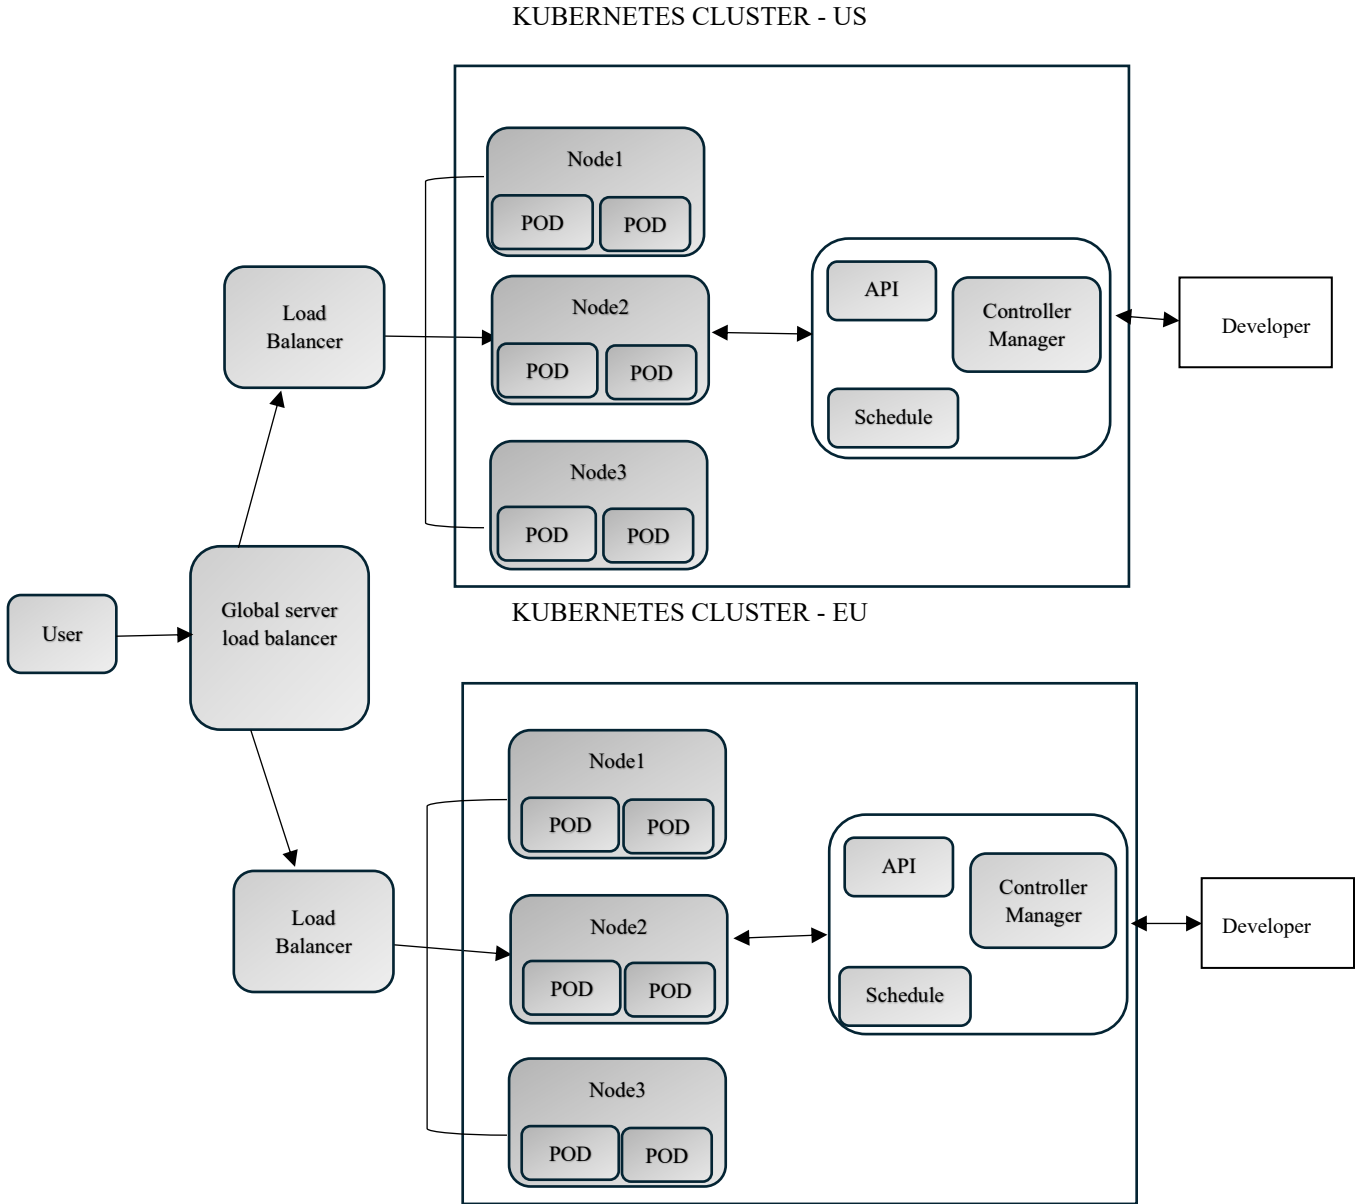 KUBERNETES CLUSTER - US
Node1
POD
POD
Load
Balancer
Node2
POD
POD
API
Controller
Manager
Schedule
Developer
Node3
POD
POD
User
Global server
load balancer
KUBERNETES CLUSTER - EU
Node1
POD
POD
Load
Balancer
Node2
POD
POD
API
Controller
Manager
Schedule
Developer
Node3
POD
POD